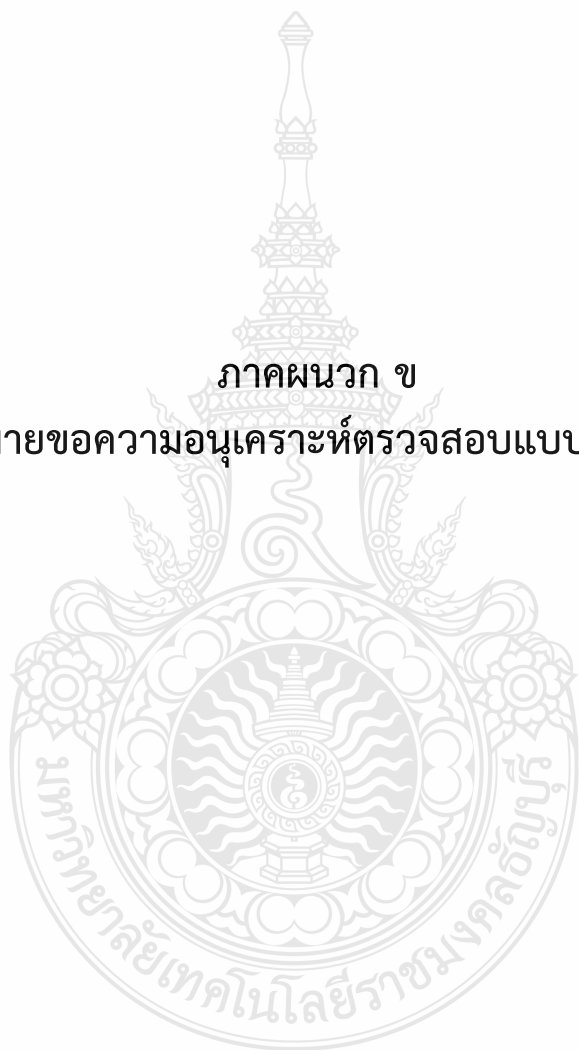 ภาคผนวก ข
ายขอความอนุเคราะห์ตรวจสอบแบบ
มหาวิทยาลัยเทคโนโลยีราชมงคลธัญบุรี